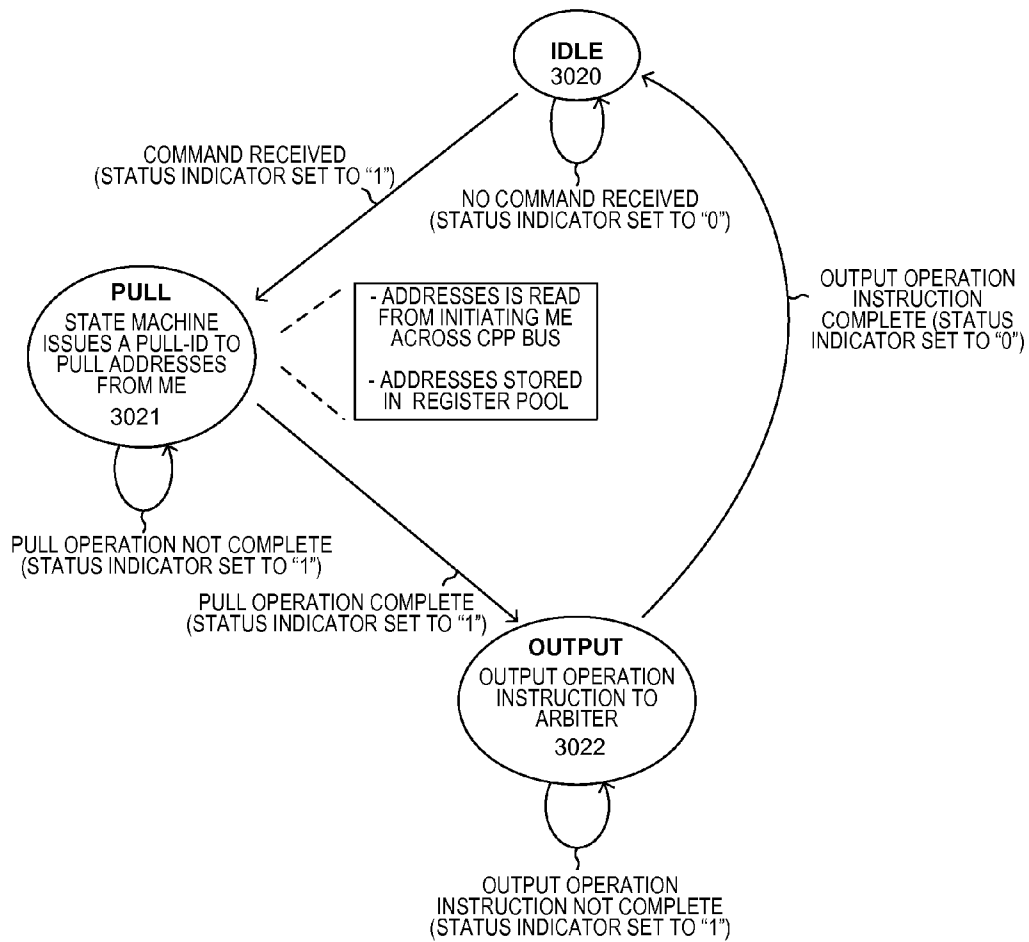 IDLE
3020
COMMAND RECEIVED
(STATUS INDICATOR SET TO “1”)
NO COMMAND RECEIVED
(STATUS INDICATOR SET TO “0”)
PULL
STATE MACHINE
ISSUES A PULL-ID TO
PULL ADDRESSES
FROM ME
3021
- ADDRESSES IS READ
FROM INITIATING ME
ACROSS CPP BUS
- ADDRESSES STORED
IN REGISTER POOL
OUTPUT OPERATION
INSTRUCTION
COMPLETE (STATUS
INDICATOR SET TO “0”)
PULL OPERATION NOT COMPLETE
(STATUS INDICATOR SET TO “1”)
PULL OPERATION COMPLETE
(STATUS INDICATOR SET TO “1”)
OUTPUT
OUTPUT OPERATION
INSTRUCTION TO
ARBITER
3022
OUTPUT OPERATION
INSTRUCTION NOT COMPLETE
(STATUS INDICATOR SET TO “1”)